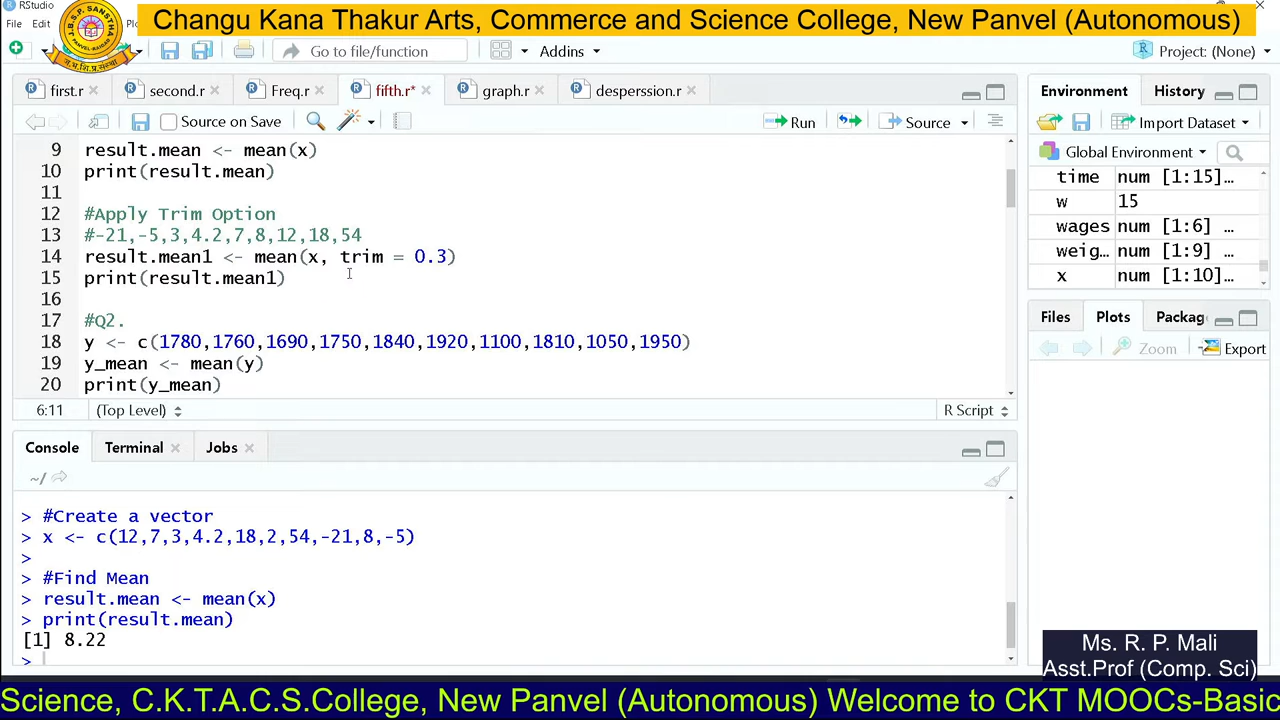 RStudio
Changu Kana Thakur Arts, Commerce and Science College, New Panvel (Autonomous)
File Edit
Go to file/function
Addins
Project: (None)
first.r
second.r
Freq.r
fifth.r*
graph.r
desperssion.r
Source on Save
Run
Source
9 result.mean <- mean(x)
10 print(result.mean)
11
12 #Apply Trim Option
13 #-21,-5,3,4.2,7,8,12,18,54
14 result.mean1 <- mean(x, trim = 0.3)
15 print(result.mean1)
16
17 #Q2.
18 y <- c(1780,1760,1690,1750,1840,1920,1100,1810,1050,1950)
19 y_mean <- mean(y)
20 print(y_mean)
6:11 (Top Level) R Script
Console Terminal Jobs
~/
> #Create a vector
> x <- c(12,7,3,4.2,18,2,54,-21,8,-5)
>
> #Find Mean
> result.mean <- mean(x)
> print(result.mean)
[1] 8.22
>
Environment History
Import Dataset
Global Environment
time num [1:15]…
w 15
wages num [1:6]…
weig… num [1:9]…
x num [1:10]…
Files Plots Packag
Zoom Export
Ms. R. P. Mali
Asst.Prof (Comp. Sci)
Science, C.K.T.A.C.S.College, New Panvel (Autonomous) Welcome to CKT MOOCs-Basic